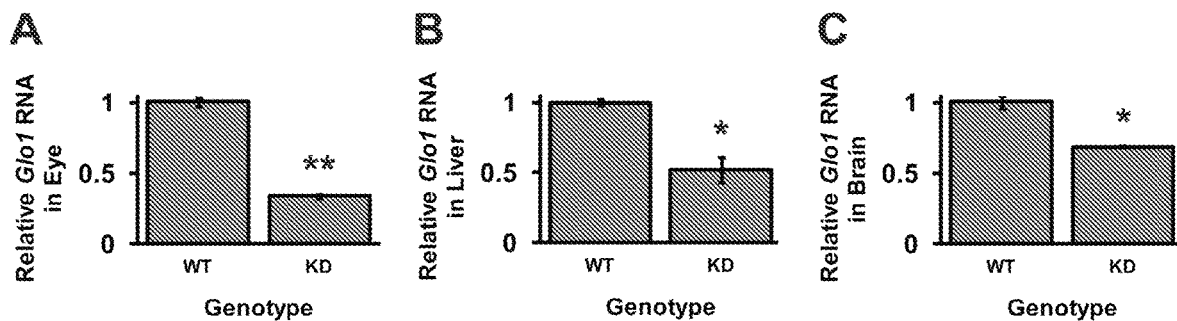 A
Relative Glo1 RNA
in Eye
1
0.5
0
**
WT
KD
Genotype
B
Relative Glo1 RNA
in Liver
1
0.5
0
*
WT
KD
Genotype
C
Relative Glo1 RNA
in Brain
1
0.5
0
*
WT
KD
Genotype